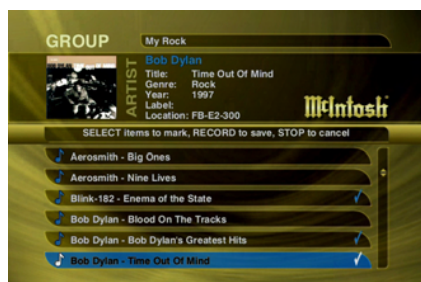 GROUP
My Rock
ARTIST
Bob Dylan
Title: Time Out Of Mind
Genre: Rock
Year: 1997
Label:
Location: FB-E2-300
McIntosh
SELECT items to mark, RECORD to save, STOP to cancel
Aerosmith - Big Ones
Aerosmith - Nine Lives
Blink-182 - Enema of the State
Bob Dylan - Blood On The Tracks
Bob Dylan - Bob Dylan's Greatest Hits
Bob Dylan - Time Out Of Mind